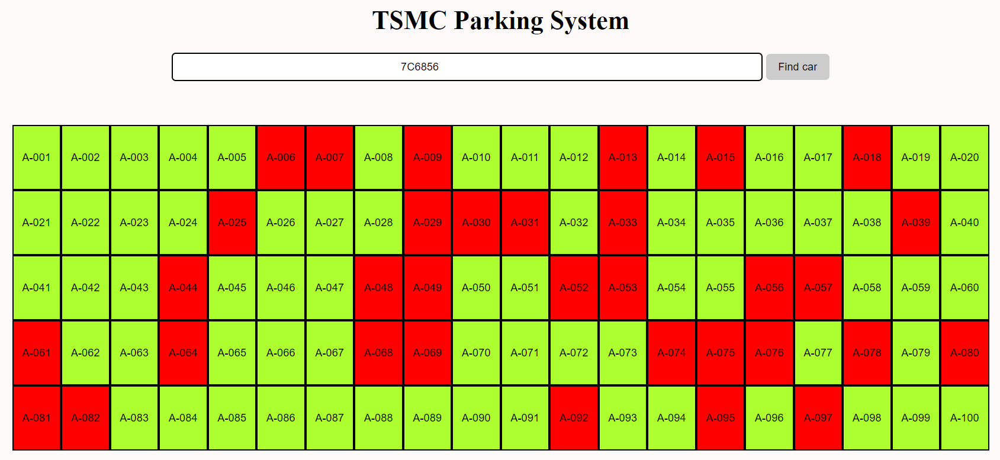 TSMC Parking System
7C6856 Find car
A-001 A-002 A-003 A-004 A-005 A-006 A-007 A-008 A-009 A-010 A-011 A-012 A-013 A-014 A-015 A-016 A-017 A-018 A-019 A-020
A-021 A-022 A-023 A-024 A-025 A-026 A-027 A-028 A-029 A-030 A-031 A-032 A-033 A-034 A-035 A-036 A-037 A-038 A-039 A-040
A-041 A-042 A-043 A-044 A-045 A-046 A-047 A-048 A-049 A-050 A-051 A-052 A-053 A-054 A-055 A-056 A-057 A-058 A-059 A-060
A-061 A-062 A-063 A-064 A-065 A-066 A-067 A-068 A-069 A-070 A-071 A-072 A-073 A-074 A-075 A-076 A-077 A-078 A-079 A-080
A-081 A-082 A-083 A-084 A-085 A-086 A-087 A-088 A-089 A-090 A-091 A-092 A-093 A-094 A-095 A-096 A-097 A-098 A-099 A-100